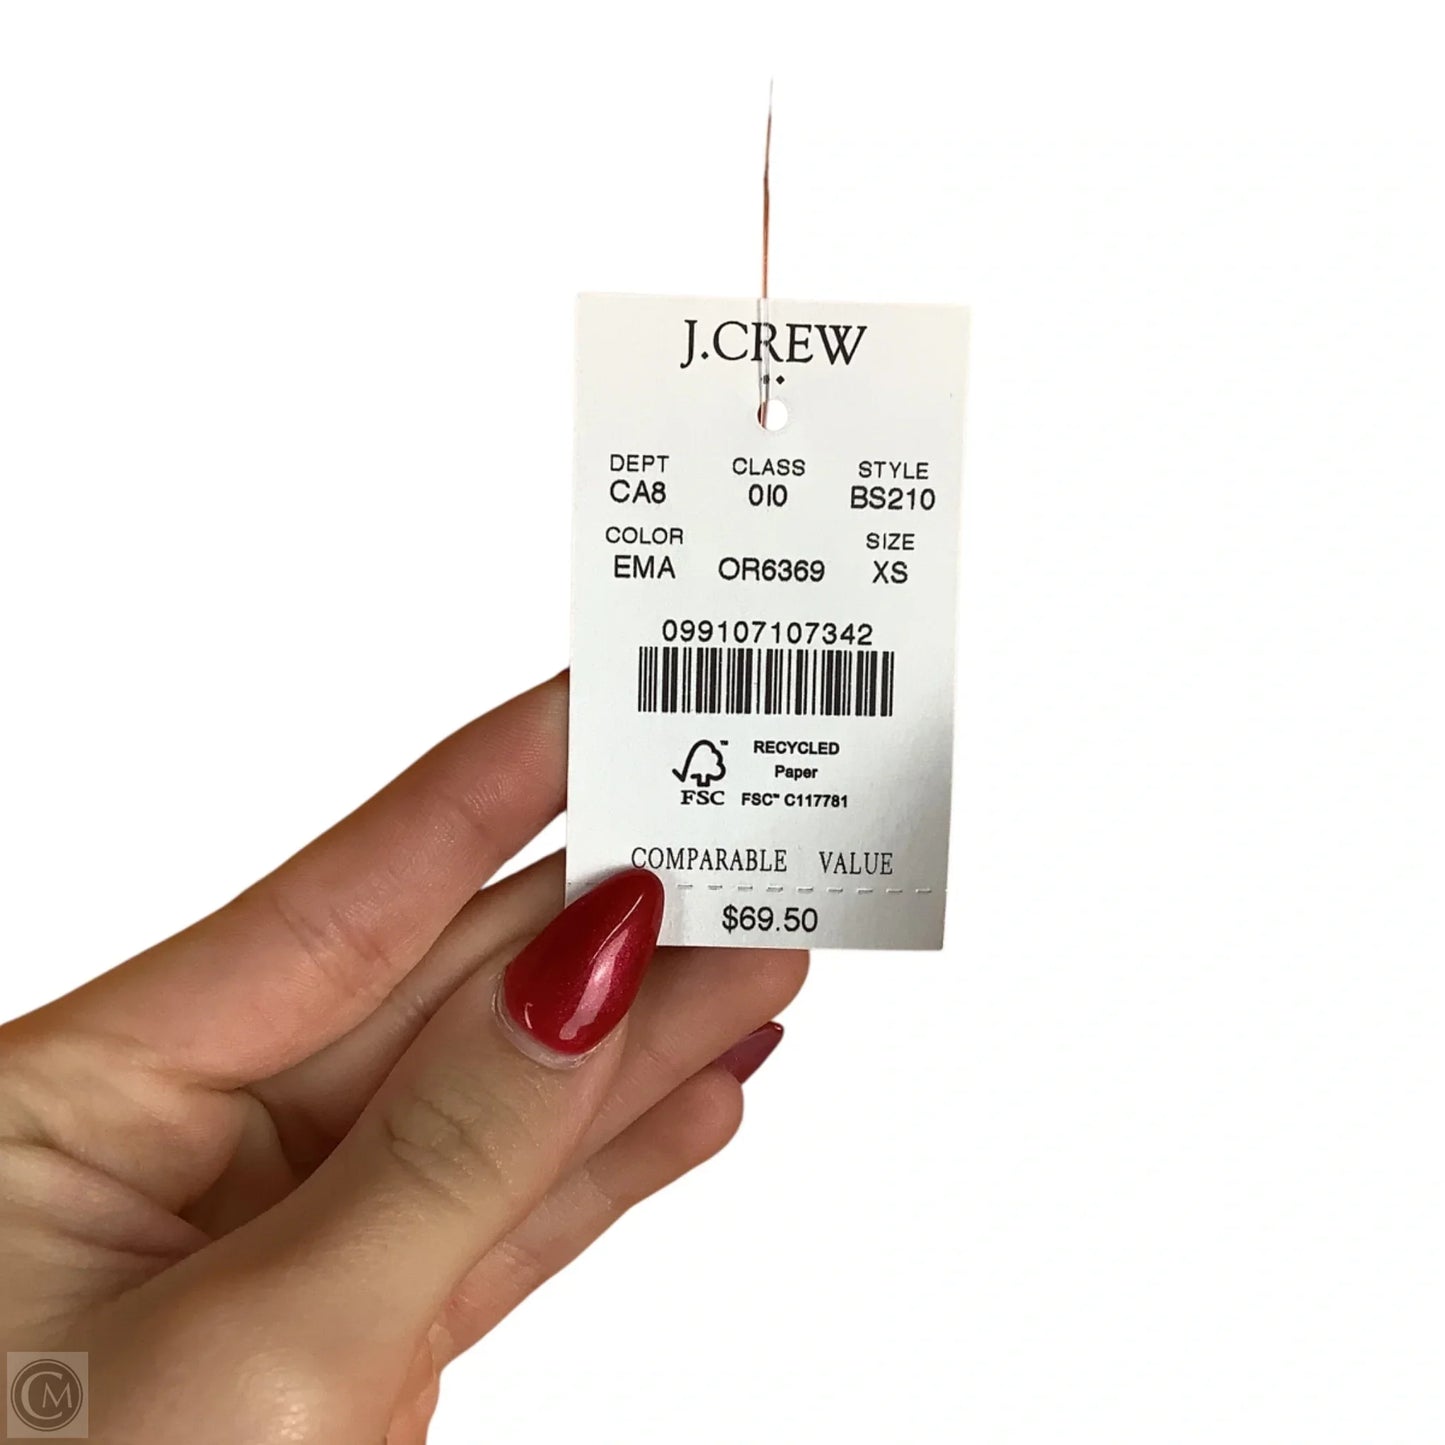 J.CREW
DEPT CLASS STYLE
CA8 010 BS210
COLOR SIZE
EMA OR6369 XS
099107107342
RECYCLED
Paper
FSC FSC™ C117781
COMPARABLE VALUE
$69.50
CM